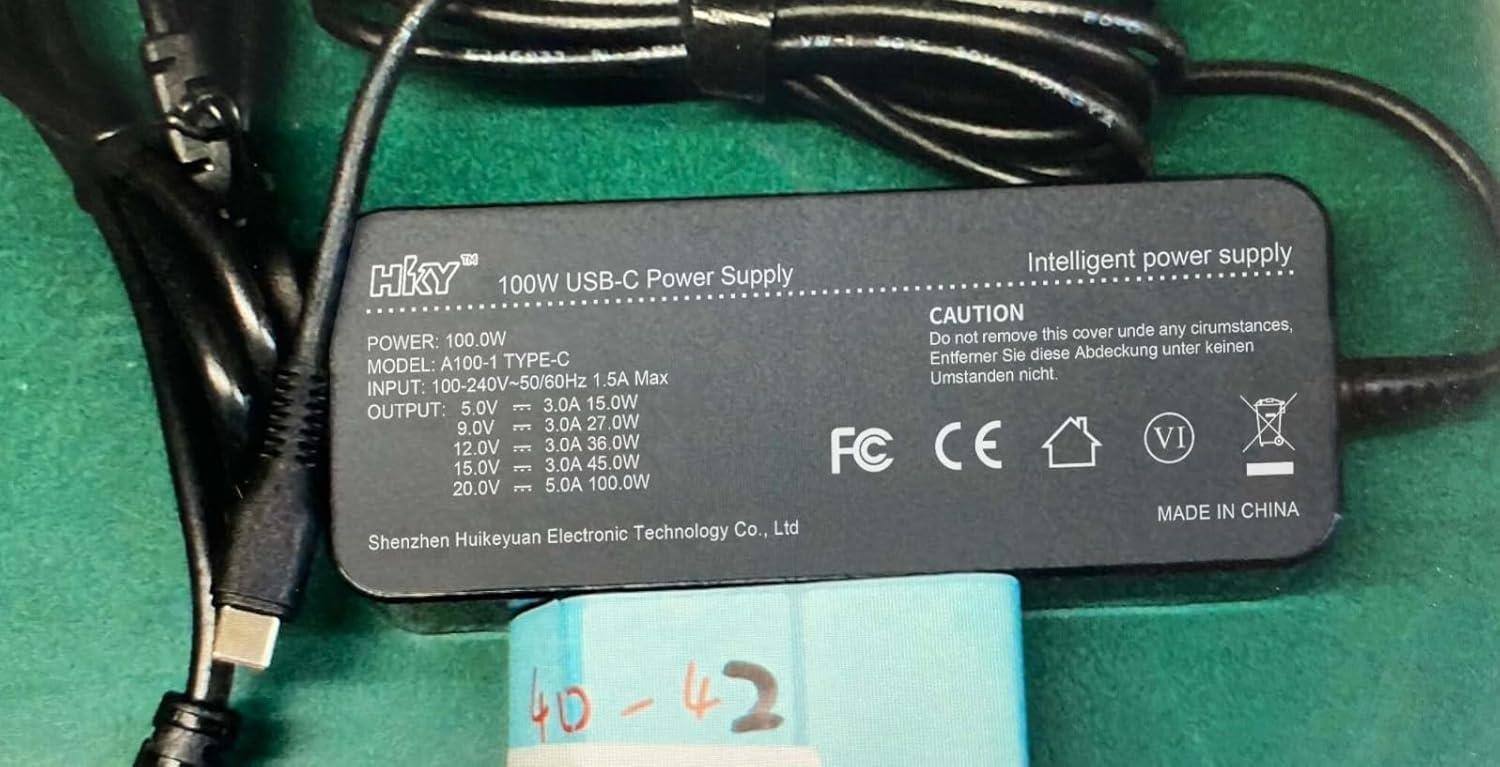 VW-1
HKY™ 100W USB-C Power Supply
Intelligent power supply
POWER: 100.0W
MODEL: A100-1 TYPE-C
INPUT: 100-240V~50/60Hz 1.5A Max
OUTPUT: 5.0V ⎓ 3.0A 15.0W
9.0V ⎓ 3.0A 27.0W
12.0V ⎓ 3.0A 36.0W
15.0V ⎓ 3.0A 45.0W
20.0V ⎓ 5.0A 100.0W
Shenzhen Huikeyuan Electronic Technology Co., Ltd
CAUTION
Do not remove this cover unde any cirumstances,
Entferner Sie diese Abdeckung unter keinen
Umstanden nicht.
FC CE VI
MADE IN CHINA
40-42